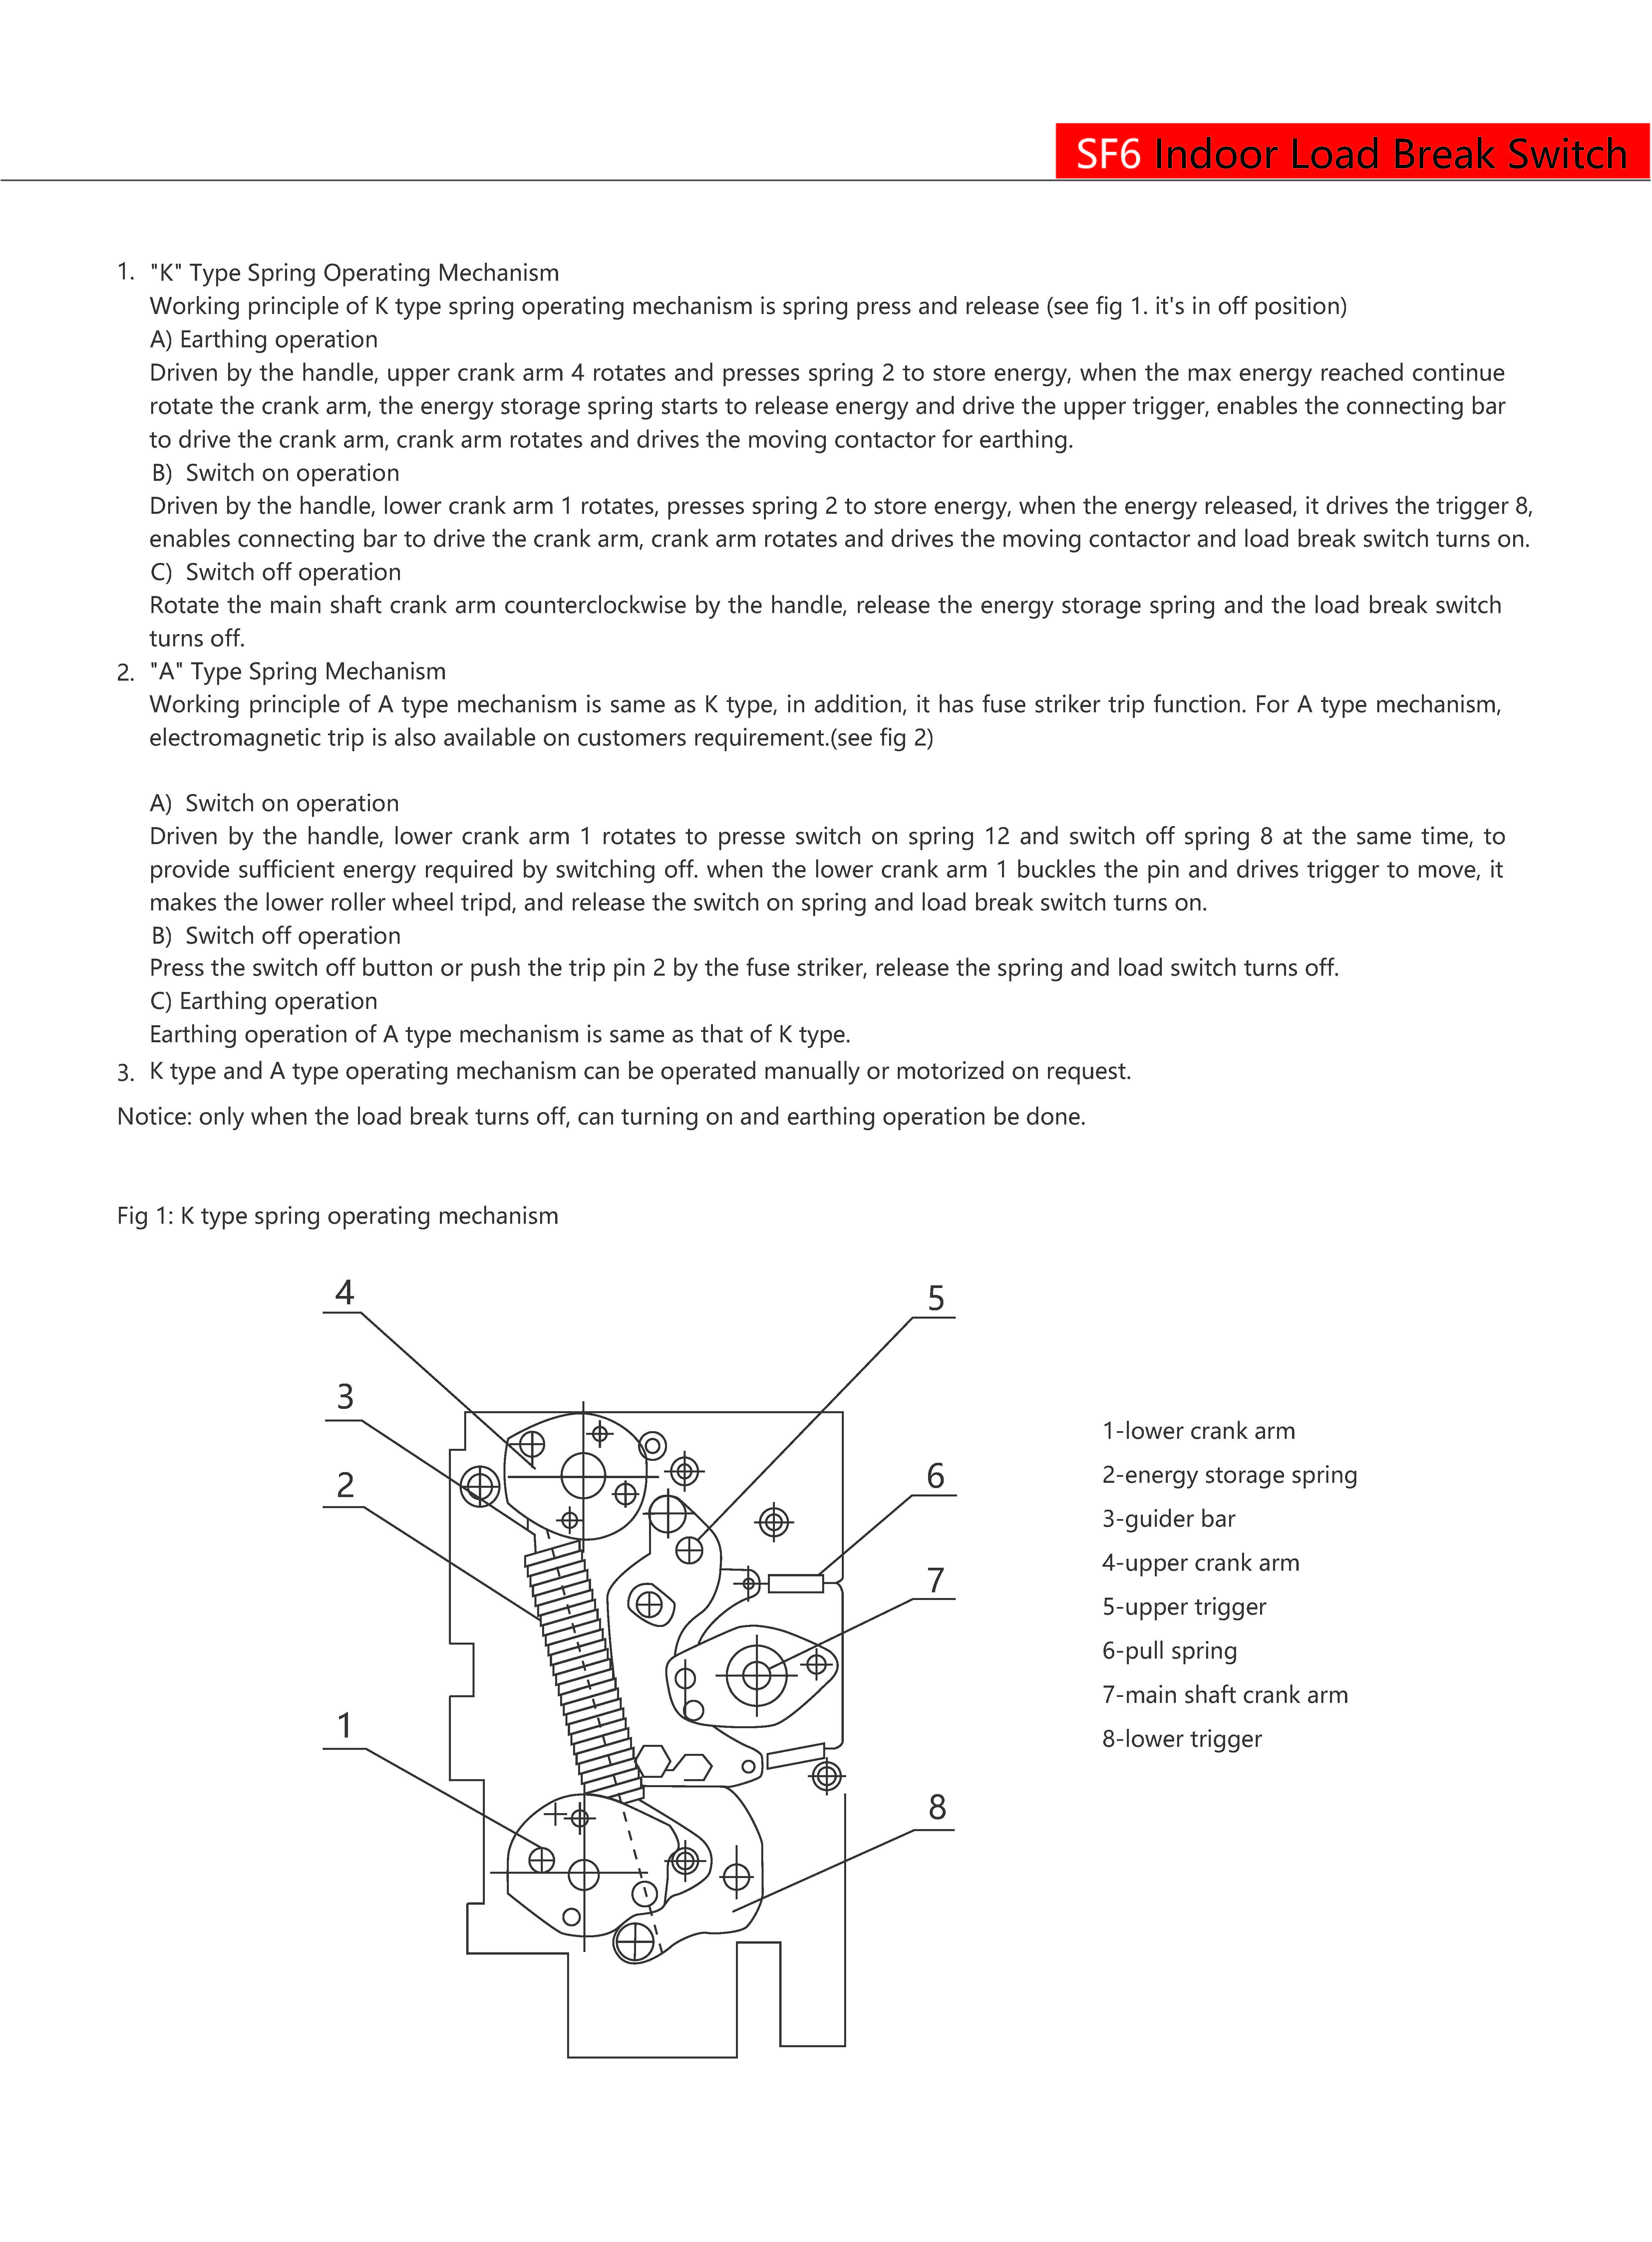 SF6 Indoor Load Break Switch
1. "K" Type Spring Operating Mechanism
Working principle of K type spring operating mechanism is spring press and release (see fig 1. it's in off position)
A) Earthing operation
Driven by the handle, upper crank arm 4 rotates and presses spring 2 to store energy, when the max energy reached continue
rotate the crank arm, the energy storage spring starts to release energy and drive the upper trigger, enables the connecting bar
to drive the crank arm, crank arm rotates and drives the moving contactor for earthing.
B) Switch on operation
Driven by the handle, lower crank arm 1 rotates, presses spring 2 to store energy, when the energy released, it drives the trigger 8,
enables connecting bar to drive the crank arm, crank arm rotates and drives the moving contactor and load break switch turns on.
C) Switch off operation
Rotate the main shaft crank arm counterclockwise by the handle, release the energy storage spring and the load break switch
turns off.
2. "A" Type Spring Mechanism
Working principle of A type mechanism is same as K type, in addition, it has fuse striker trip function. For A type mechanism,
electromagnetic trip is also available on customers requirement.(see fig 2)
A) Switch on operation
Driven by the handle, lower crank arm 1 rotates to presse switch on spring 12 and switch off spring 8 at the same time, to
provide sufficient energy required by switching off. when the lower crank arm 1 buckles the pin and drives trigger to move, it
makes the lower roller wheel tripd, and release the switch on spring and load break switch turns on.
B) Switch off operation
Press the switch off button or push the trip pin 2 by the fuse striker, release the spring and load switch turns off.
C) Earthing operation
Earthing operation of A type mechanism is same as that of K type.
3. K type and A type operating mechanism can be operated manually or motorized on request.
Notice: only when the load break turns off, can turning on and earthing operation be done.
Fig 1: K type spring operating mechanism
4
3
2
1
5
6
7
8
1-lower crank arm
2-energy storage spring
3-guider bar
4-upper crank arm
5-upper trigger
6-pull spring
7-main shaft crank arm
8-lower trigger